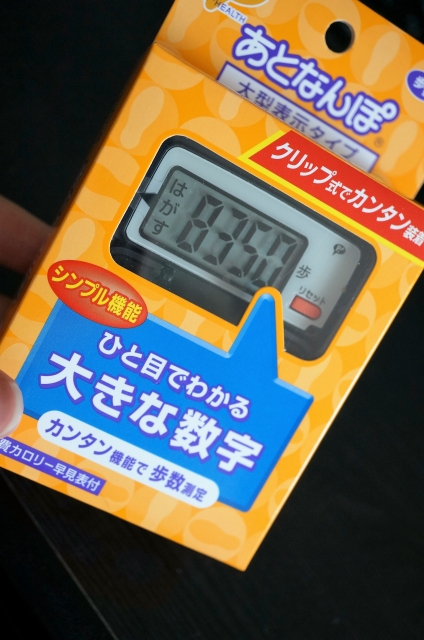 HEALTH
あとなんぽ®
大型表示タイプ
クリップ式でカンタン装着
はがす
歩
リセット
シンプル機能
ひと目でわかる
大きな数字
カンタン機能で 歩数測定
費カロリー早見表付